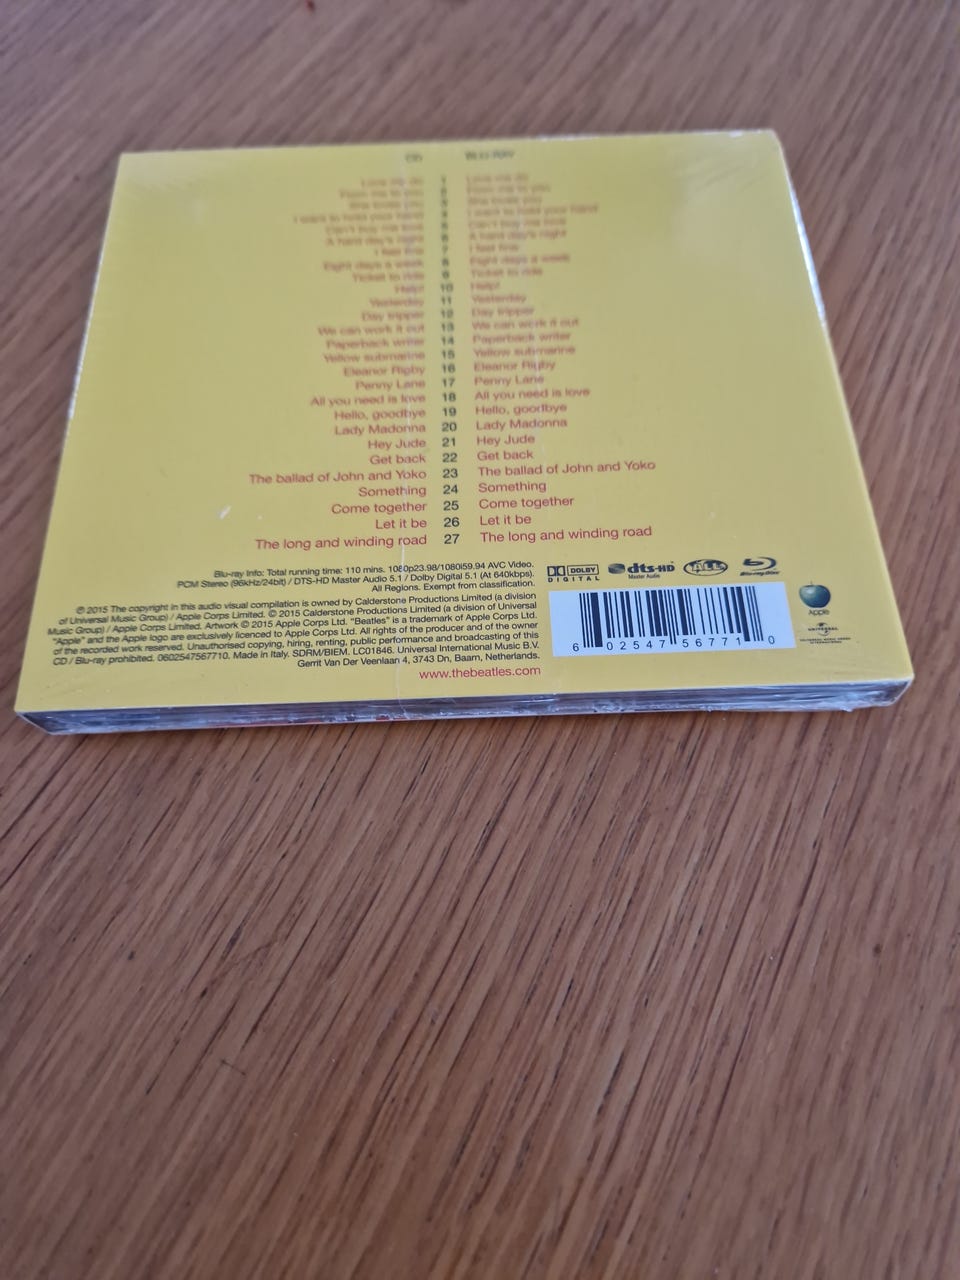 CD BLU-RAY
Love me do 1 Love me do
From me to you 2 From me to you
She loves you 3 She loves you
I want to hold your hand 4 I want to hold your hand
Can't buy me love 5 Can't buy me love
A hard day's night 6 A hard day's night
I feel fine 7 I feel fine
Eight days a week 8 Eight days a week
Ticket to ride 9 Ticket to ride
Help! 10 Help!
Yesterday 11 Yesterday
Day tripper 12 Day tripper
We can work it out 13 We can work it out
Paperback writer 14 Paperback writer
Yellow submarine 15 Yellow submarine
Eleanor Rigby 16 Eleanor Rigby
Penny Lane 17 Penny Lane
All you need is love 18 All you need is love
Hello, goodbye 19 Hello, goodbye
Lady Madonna 20 Lady Madonna
Hey Jude 21 Hey Jude
Get back 22 Get back
The ballad of John and Yoko 23 The ballad of John and Yoko
Something 24 Something
Come together 25 Come together
Let it be 26 Let it be
The long and winding road 27 The long and winding road
Blu-ray Info: Total running time: 110 mins. 1080p23.98/1080i59.94 AVC Video.
PCM Stereo (96kHz/24bit) / DTS-HD Master Audio 5.1 / Dolby Digital 5.1 (At 640kbps).
All Regions. Exempt from classification.
DOLBY
DIGITAL
dts-HD
Master Audio
ALL
Blu-ray Disc
℗ 2015 The copyright in this audio visual compilation is owned by Calderstone Productions Limited (a division
of Universal Music Group) / Apple Corps Limited. © 2015 Calderstone Productions Limited (a division of Universal
Music Group) / Apple Corps Limited. Artwork © 2015 Apple Corps Ltd. "Beatles" is a trademark of Apple Corps Ltd.
"Apple" and the Apple logo are exclusively licenced to Apple Corps Ltd. All rights of the producer and of the owner
of the recorded work reserved. Unauthorised copying, hiring, renting, public performance and broadcasting of this
CD / Blu-ray prohibited. 0602547567710. Made in Italy. SDRM/BIEM. LC01846. Universal International Music B.V.
Gerrit Van Der Veenlaan 4, 3743 Dn, Baarn, Netherlands.
www.thebeatles.com
6 02547 56771 0
Apple
UNIVERSAL
UNIVERSAL MUSIC GROUP
INTERNATIONAL